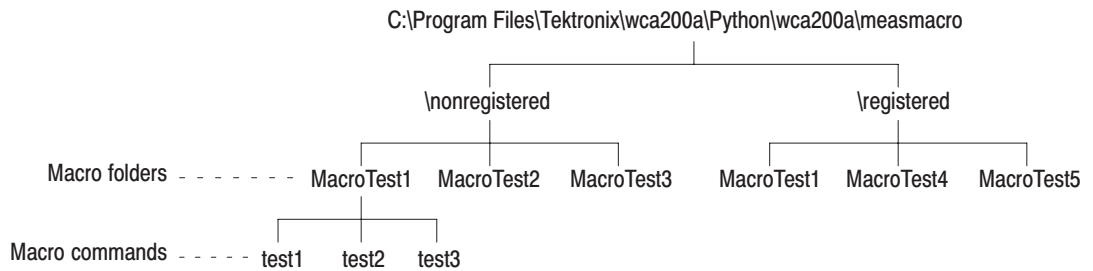 C:\Program Files\Tektronix\wca200a\Python\wca200a\measmacro
\nonregistered \registered
Macro folders MacroTest1 MacroTest2 MacroTest3 MacroTest1 MacroTest4 MacroTest5
Macro commands test1 test2 test3